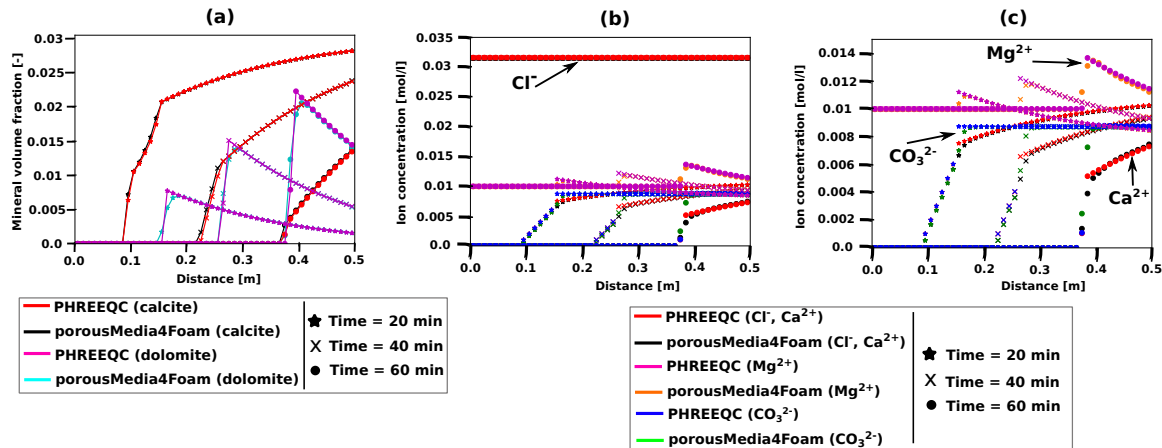 (a)
Mineral volume fraction [-]
0.03
0.025
0.02
0.015
0.01
0.005
0
0.0 0.1 0.2 0.3 0.4 0.5
Distance [m]
PHREEQC (calcite)
porousMedia4Foam (calcite)
PHREEQC (dolomite)
porousMedia4Foam (dolomite)
Time = 20 min
Time = 40 min
Time = 60 min
(b)
Ion concentration [mol/l]
0.035
0.03
0.025
0.02
0.015
0.01
0.005
0.0
Cl⁻
0.0 0.1 0.2 0.3 0.4 0.5
Distance [m]
(c)
Ion concentration [mol/l]
0.014
0.012
0.01
0.008
0.006
0.004
0.002
0.0
Mg²⁺
CO₃²⁻
Ca²⁺
0.0 0.1 0.2 0.3 0.4 0.5
Distance [m]
PHREEQC (Cl⁻, Ca²⁺)
porousMedia4Foam (Cl⁻, Ca²⁺)
PHREEQC (Mg²⁺)
porousMedia4Foam (Mg²⁺)
PHREEQC (CO₃²⁻)
porousMedia4Foam (CO₃²⁻)
Time = 20 min
Time = 40 min
Time = 60 min